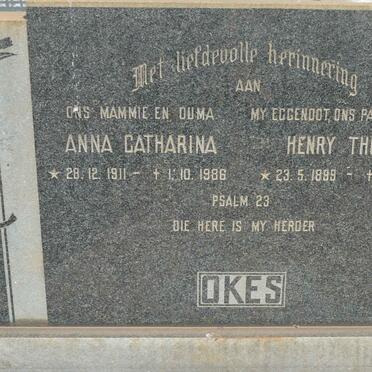 Met liefdevolle herinnering
AAN
ONS MAMMIE EN OUMA MY EGGENOOT, ONS PA
ANNA CATHARINA HENRY TH
★ 28.12.1911 – † 1.10.1986 ★ 23.5.1899 – †
PSALM 23
DIE HERE IS MY HERDER
OKES